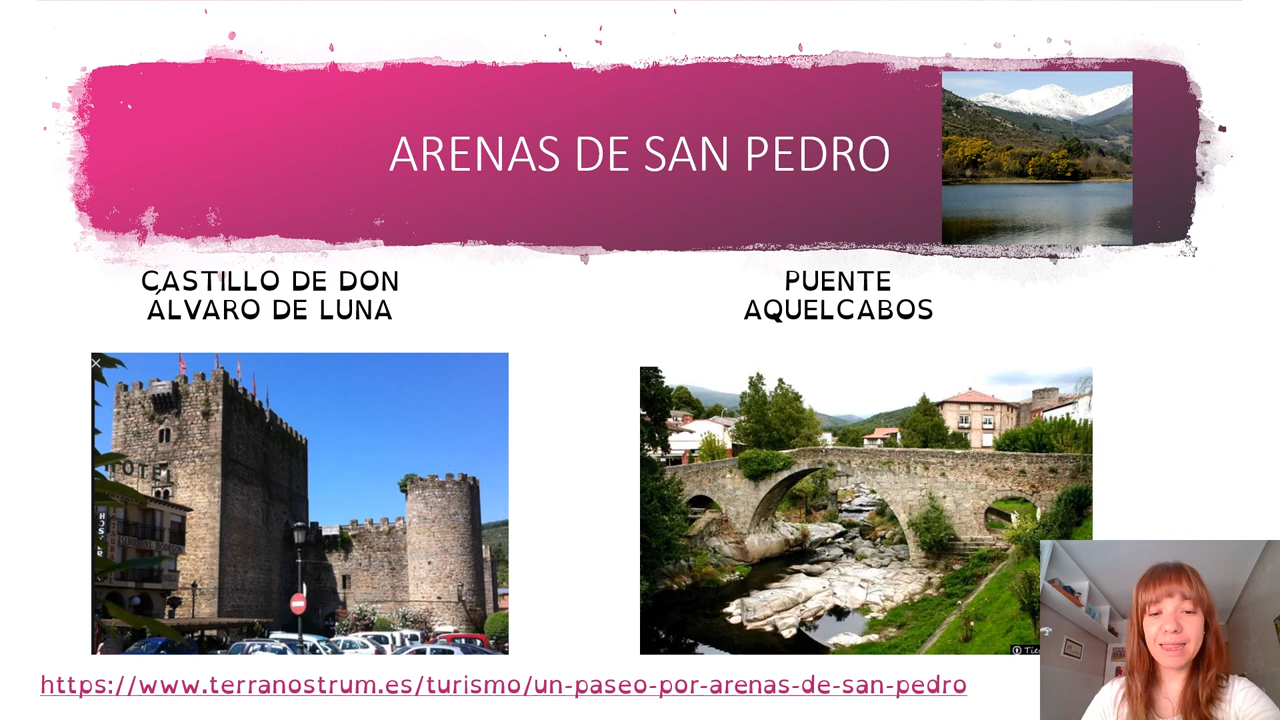 ARENAS DE SAN PEDRO
CASTILLO DE DON
ÁLVARO DE LUNA
PUENTE
AQUELCABOS
HOTEL
https://www.terranostrum.es/turismo/un-paseo-por-arenas-de-san-pedro